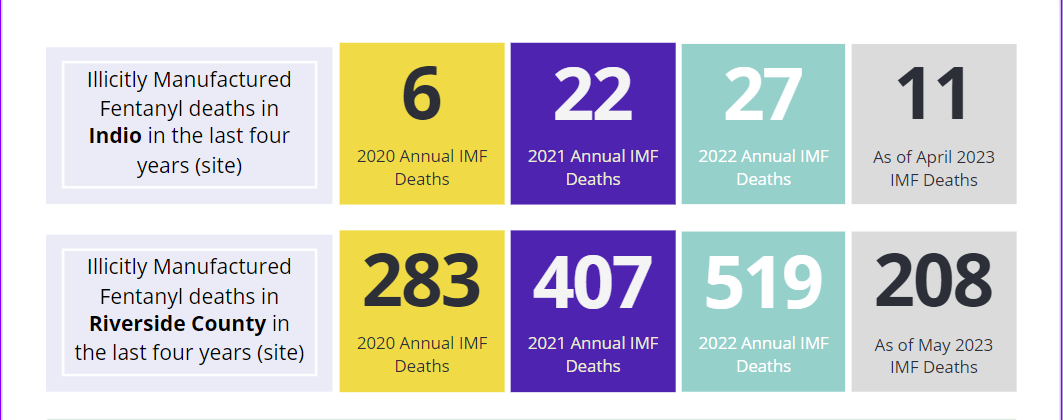 Illicitly Manufactured
Fentanyl deaths in
Indio in the last four
years (site)
6
2020 Annual IMF
Deaths
22
2021 Annual IMF
Deaths
27
2022 Annual IMF
Deaths
11
As of April 2023
IMF Deaths
Illicitly Manufactured
Fentanyl deaths in
Riverside County in
the last four years (site)
283
2020 Annual IMF
Deaths
407
2021 Annual IMF
Deaths
519
2022 Annual IMF
Deaths
208
As of May 2023
IMF Deaths